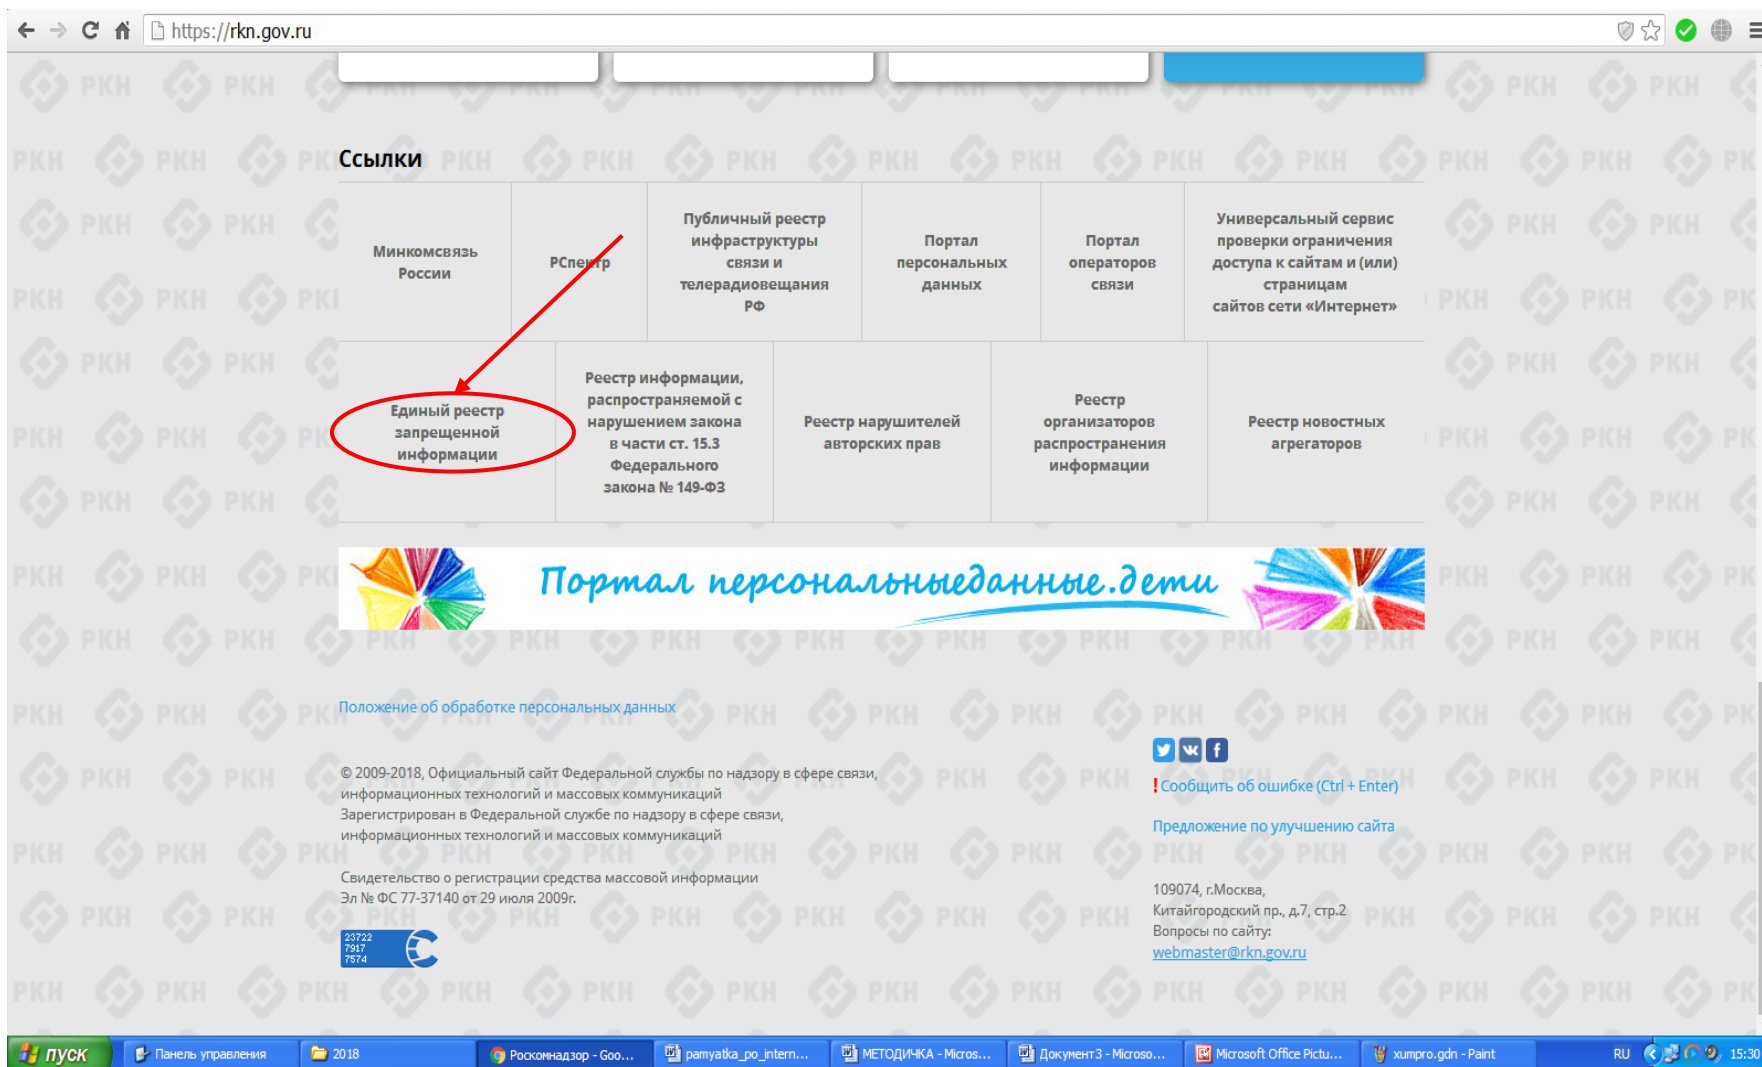 https://rkn.gov.ru
Ссылки
Минкомсвязь
России
РСпектр
Публичный реестр
инфраструктуры
связи и
телерадиовещания
РФ
Портал
персональных
данных
Портал
операторов
связи
Универсальный сервис
проверки ограничения
доступа к сайтам и (или)
страницам
сайтов сети «Интернет»
Единый реестр
запрещенной
информации
Реестр информации,
распространяемой с
нарушением закона
в части ст. 15.3
Федерального
закона № 149-ФЗ
Реестр нарушителей
авторских прав
Реестр
организаторов
распространения
информации
Реестр новостных
агрегаторов
Портал персональныеданные.дети
Положение об обработке персональных данных
© 2009-2018, Официальный сайт Федеральной службы по надзору в сфере связи,
информационных технологий и массовых коммуникаций
Зарегистрирован в Федеральной службе по надзору в сфере связи,
информационных технологий и массовых коммуникаций
Свидетельство о регистрации средства массовой информации
Эл № ФС 77-37140 от 29 июля 2009г.
23722
7917
7574
!Сообщить об ошибке (Ctrl + Enter)
Предложение по улучшению сайта
109074, г.Москва,
Китайгородский пр., д.7, стр.2
Вопросы по сайту:
webmaster@rkn.gov.ru
пуск
Панель управления
2018
Роскомнадзор - Goo...
pamyatka_po_intern...
МЕТОДИЧКА - Micros...
Документ3 - Microso...
Microsoft Office Pictu...
xumpro.gdn - Paint
RU
15:30